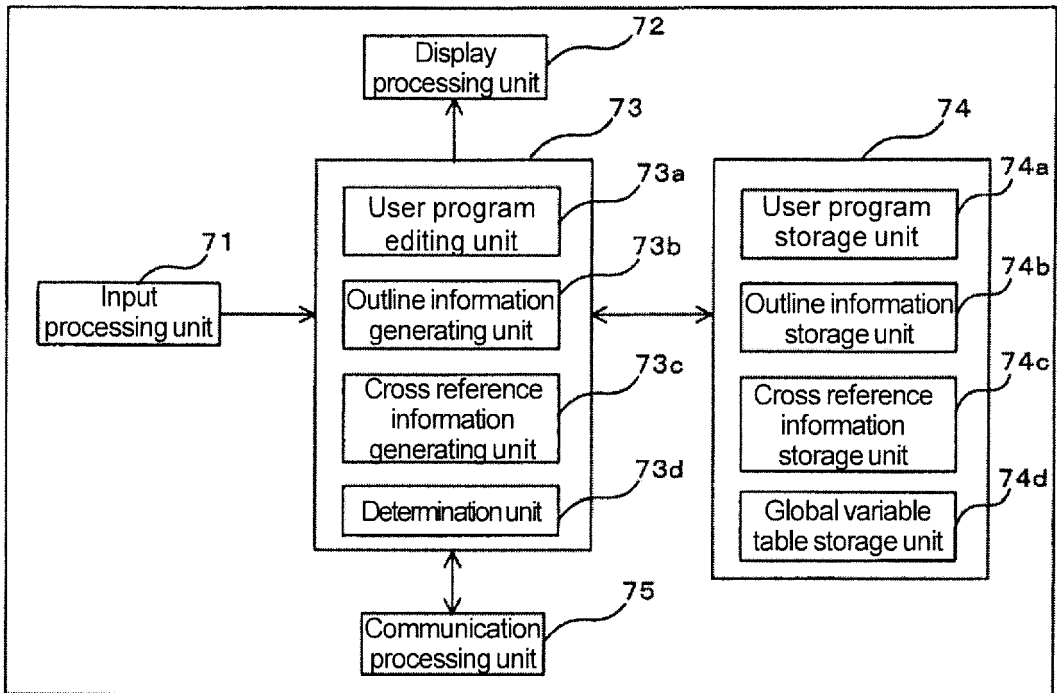 72
Display
processing unit
73
74
73a
User program
editing unit
74a
User program
storage unit
71
Input
processing unit
73b
Outline information
generating unit
74b
Outline information
storage unit
73c
Cross reference
information
generating unit
74c
Cross reference
information
storage unit
73d
Determination unit
74d
Global variable
table storage unit
75
Communication
processing unit